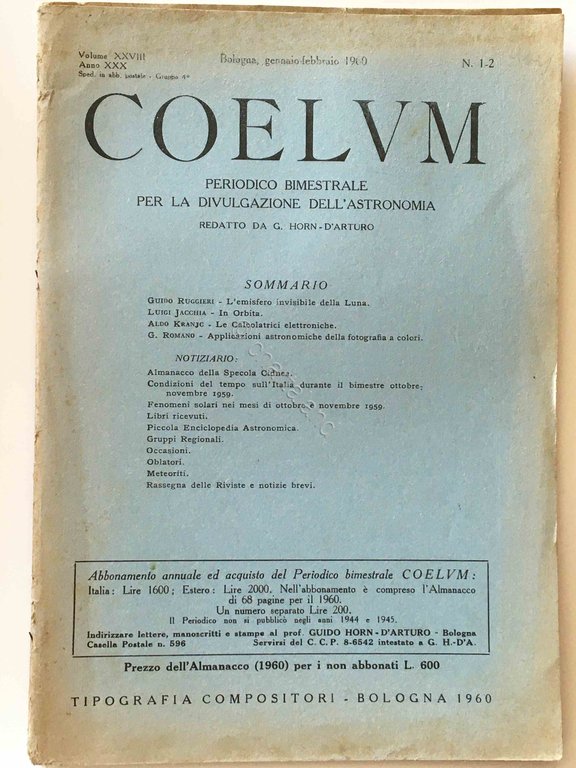 Volume XXVIII
Anno XXX
Sped. in abb. postale - Gruppo 4º
Bologna, gennaio-febbraio 1960
N. 1-2
COELVM
PERIODICO BIMESTRALE
PER LA DIVULGAZIONE DELL'ASTRONOMIA
REDATTO DA G. HORN-D'ARTURO
SOMMARIO
GUIDO RUGGIERI - L'emisfero invisibile della Luna.
LUIGI JACCHIA - In Orbita.
ALDO KRANJC - Le Calcolatrici elettroniche.
G. ROMANO - Applicazioni astronomiche della fotografia a colori.
NOTIZIARIO:
Almanacco della Specola Cidnea.
Condizioni del tempo sull'Italia durante il bimestre ottobre-
novembre 1959.
Fenomeni solari nei mesi di ottobre e novembre 1959.
Libri ricevuti.
Piccola Enciclopedia Astronomica.
Gruppi Regionali.
Occasioni.
Oblatori.
Meteoriti.
Rassegna delle Riviste e notizie brevi.
Abbonamento annuale ed acquisto del Periodico bimestrale COELVM:
Italia: Lire 1600; Estero: Lire 2000. Nell'abbonamento è compreso l'Almanacco
di 68 pagine per il 1960.
Un numero separato Lire 200.
Il Periodico non si pubblicò negli anni 1944 e 1945.
Indirizzare lettere, manoscritti e stampe al prof. GUIDO HORN-D'ARTURO - Bologna
Casella Postale n. 596 Servirsi del C. C. P. 8-6542 intestato a G. H.-D'A.
Prezzo dell'Almanacco (1960) per i non abbonati L. 600
TIPOGRAFIA COMPOSITORI - BOLOGNA 1960